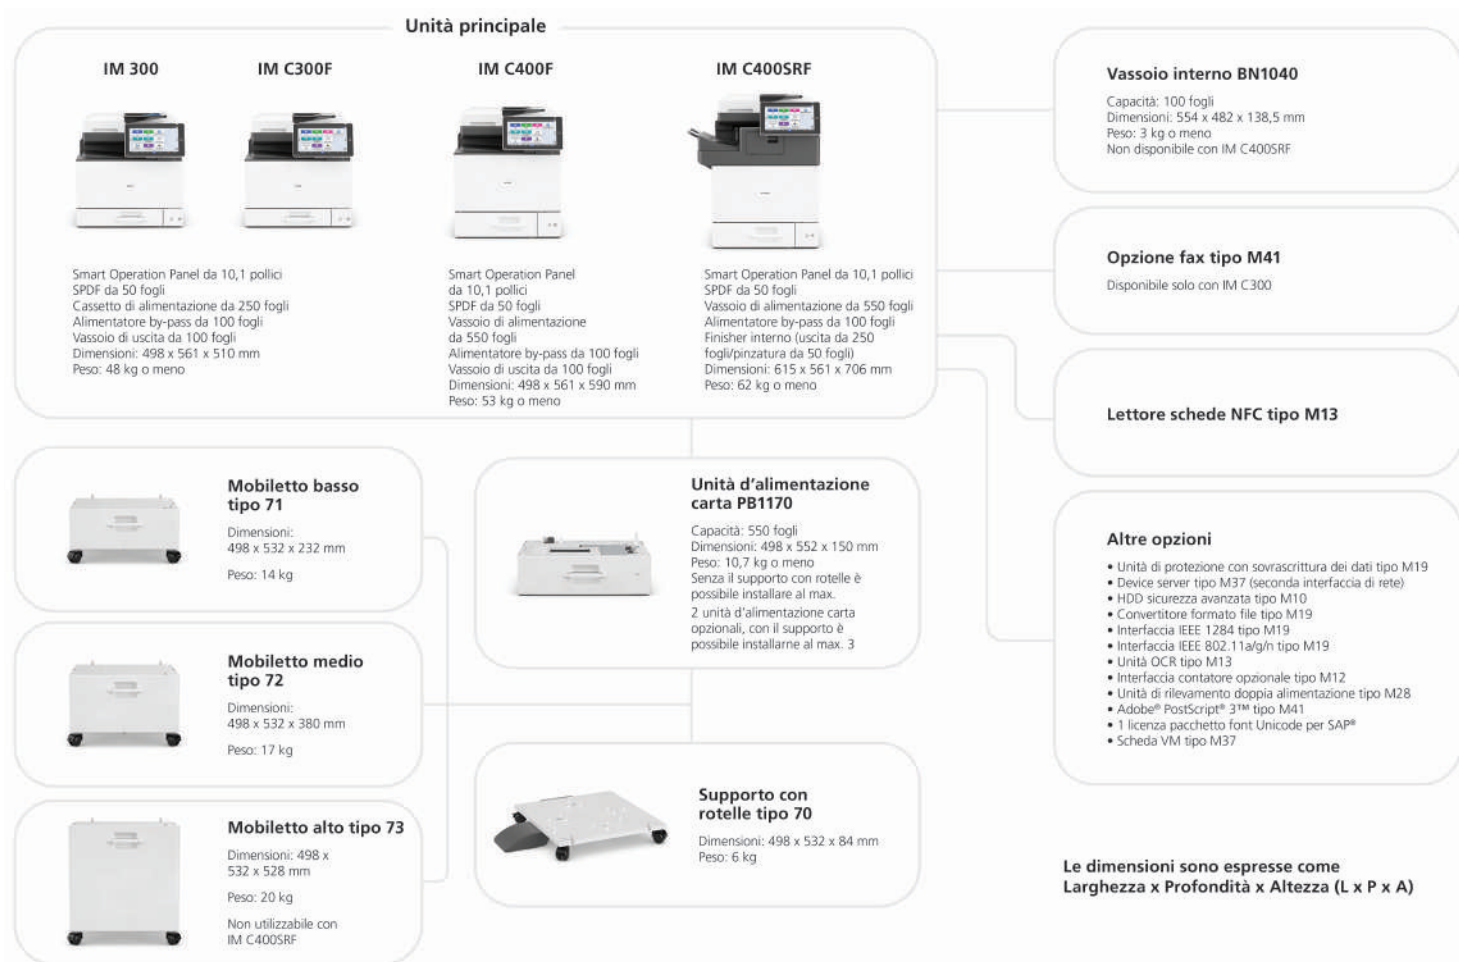 Unità principale
IM 300
IM C300F
IM C400F
IM C400SRF
Smart Operation Panel da 10,1 pollici
SPDF da 50 fogli
Cassetto di alimentazione da 250 fogli
Alimentatore by-pass da 100 fogli
Vassoio di uscita da 100 fogli
Dimensioni: 498 x 561 x 510 mm
Peso: 48 kg o meno
Smart Operation Panel
da 10,1 pollici
SPDF da 50 fogli
Vassoio di alimentazione
da 550 fogli
Alimentatore by-pass da 100 fogli
Vassoio di uscita da 100 fogli
Dimensioni: 498 x 561 x 590 mm
Peso: 53 kg o meno
Smart Operation Panel da 10,1 pollici
SPDF da 50 fogli
Vassoio di alimentazione da 550 fogli
Alimentatore by-pass da 100 fogli
Finisher interno (uscita da 250
fogli/pinzatura da 50 fogli)
Dimensioni: 615 x 561 x 706 mm
Peso: 62 kg o meno
Vassoio interno BN1040
Capacità: 100 fogli
Dimensioni: 554 x 482 x 138,5 mm
Peso: 3 kg o meno
Non disponibile con IM C400SRF
Opzione fax tipo M41
Disponibile solo con IM C300
Lettore schede NFC tipo M13
Altre opzioni
• Unità di protezione con sovrascrittura dei dati tipo M19
• Device server tipo M37 (seconda interfaccia di rete)
• HDD sicurezza avanzata tipo M10
• Convertitore formato file tipo M19
• Interfaccia IEEE 1284 tipo M19
• Interfaccia IEEE 802.11a/g/n tipo M19
• Unità OCR tipo M13
• Interfaccia contatore opzionale tipo M12
• Unità di rilevamento doppia alimentazione tipo M28
• Adobe® PostScript® 3™ tipo M41
• 1 licenza pacchetto font Unicode per SAP®
• Scheda VM tipo M37
Mobiletto basso
tipo 71
Dimensioni:
498 x 532 x 232 mm
Peso: 14 kg
Mobiletto medio
tipo 72
Dimensioni:
498 x 532 x 380 mm
Peso: 17 kg
Mobiletto alto tipo 73
Dimensioni: 498 x
532 x 528 mm
Peso: 20 kg
Non utilizzabile con
IM C400SRF
Unità d'alimentazione
carta PB1170
Capacità: 550 fogli
Dimensioni: 498 x 552 x 150 mm
Peso: 10,7 kg o meno
Senza il supporto con rotelle è
possibile installare al max.
2 unità d'alimentazione carta
opzionali, con il supporto è
possibile installarne al max. 3
Supporto con
rotelle tipo 70
Dimensioni: 498 x 532 x 84 mm
Peso: 6 kg
Le dimensioni sono espresse come
Larghezza x Profondità x Altezza (L x P x A)